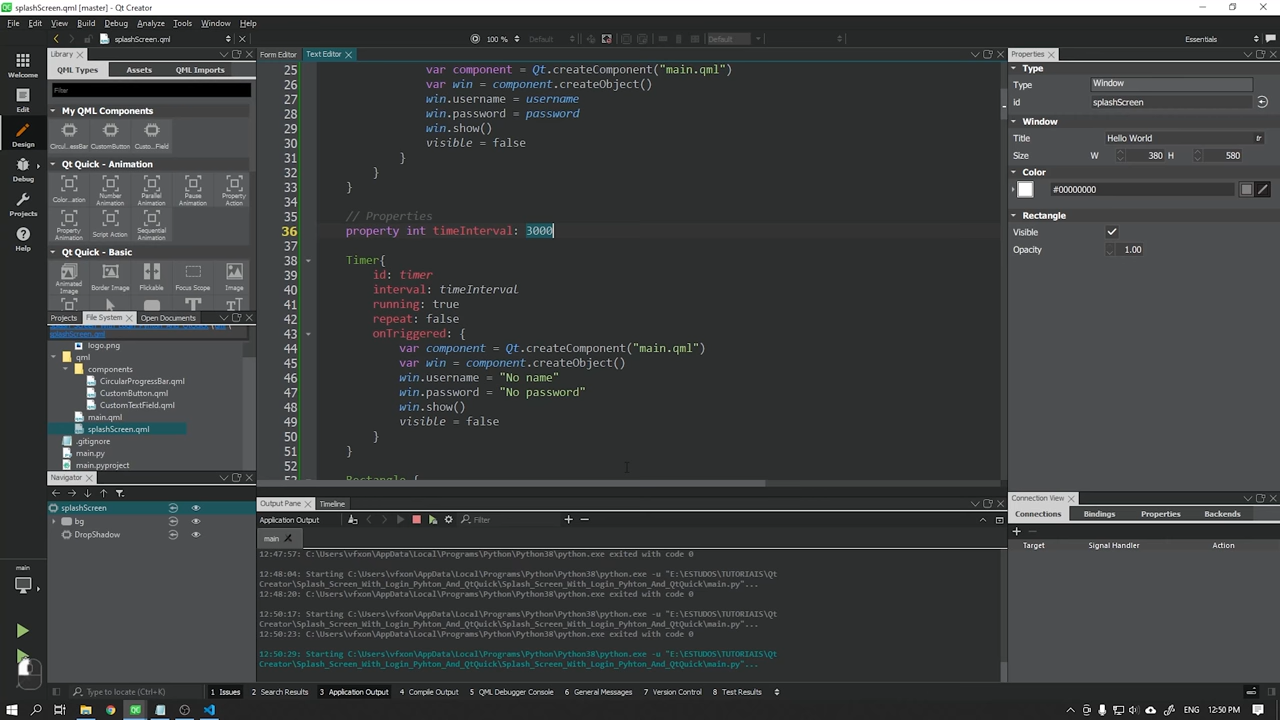 splashScreen.qml [master] - Qt Creator
File Edit View Build Debug Analyze Tools Window Help
splashScreen.qml 100 % Default Default Essentials
Library Form Editor Text Editor Properties
QML Types Assets QML Imports
Filter
My QML Components
Circul...ssBar CustomButton Custom...Field
Qt Quick - Animation
Color...ation Number Animation Parallel Animation Pause Animation Property Action
Property Animation Script Action Sequential Animation
Qt Quick - Basic
Animated Image Border Image Flickable Focus Scope Image
Welcome
Edit
Design
Debug
Projects
Help
25 var component = Qt.createComponent("main.qml")
26 var win = component.createObject()
27 win.username = username
28 win.password = password
29 win.show()
30 visible = false
31 }
32 }
33 }
34
35 // Properties
36 property int timeInterval: 3000
37
38 Timer{
39 id: timer
40 interval: timeInterval
41 running: true
42 repeat: false
43 onTriggered: {
44 var component = Qt.createComponent("main.qml")
45 var win = component.createObject()
46 win.username = "No name"
47 win.password = "No password"
48 win.show()
49 visible = false
50 }
51 }
52
Rectangle {
Type
Type Window
id splashScreen
Window
Title Hello World tr
Size W 380 H 580
Color
#00000000
Rectangle
Visible
Opacity 1.00
Projects File System Open Documents
splashScreen.qml
logo.png
qml
components
CircularProgressBar.qml
CustomButton.qml
CustomTextField.qml
main.qml
splashScreen.qml
.gitignore
main.py
main.pyproject
Navigator
splashScreen
bg
DropShadow
main
Output Pane Timeline
Application Output Filter
main
12:47:57: C:\Users\vfxon\AppData\Local\Programs\Python\Python38\python.exe exited with code 0
12:48:04: Starting C:\Users\vfxon\AppData\Local\Programs\Python\Python38\python.exe -u "E:\ESTUDOS\TUTORIAIS\Qt
Creator\Splash_Screen_With_Login_Pyhton_And_QtQuick\Splash_Screen_With_Login_Pyhton_And_QtQuick\main.py"...
12:48:20: C:\Users\vfxon\AppData\Local\Programs\Python\Python38\python.exe exited with code 0
12:50:17: Starting C:\Users\vfxon\AppData\Local\Programs\Python\Python38\python.exe -u "E:\ESTUDOS\TUTORIAIS\Qt
Creator\Splash_Screen_With_Login_Pyhton_And_QtQuick\Splash_Screen_With_Login_Pyhton_And_QtQuick\main.py"...
12:50:23: C:\Users\vfxon\AppData\Local\Programs\Python\Python38\python.exe exited with code 0
12:50:29: Starting C:\Users\vfxon\AppData\Local\Programs\Python\Python38\python.exe -u "E:\ESTUDOS\TUTORIAIS\Qt
Creator\Splash_Screen_With_Login_Pyhton_And_QtQuick\Splash_Screen_With_Login_Pyhton_And_QtQuick\main.py"...
Connection View
Connections Bindings Properties Backends
Target Signal Handler Action
Type to locate (Ctrl+K) 1 Issues 2 Search Results 3 Application Output 4 Compile Output 5 QML Debugger Console 6 General Messages 7 Version Control 8 Test Results
12:50 PM